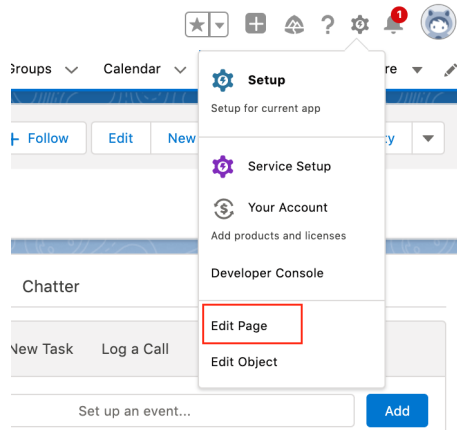 1
Groups
Calendar
re
Setup
Setup for current app
Follow
Edit
New
Service Setup
Your Account
Add products and licenses
Developer Console
Chatter
Edit Page
New Task
Log a Call
Edit Object
Set up an event...
Add